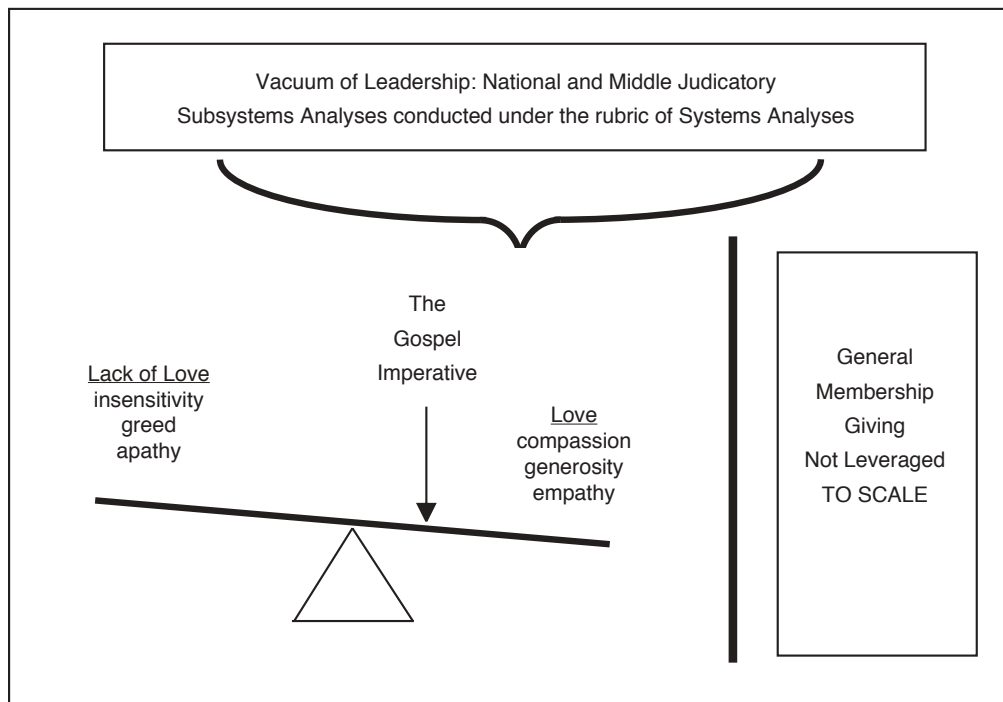 Vacuum of Leadership: National and Middle Judicatory
Subsystems Analyses conducted under the rubric of Systems Analyses
The
Gospel
Imperative
Lack of Love
insensitivity
greed
apathy
Love
compassion
generosity
empathy
General
Membership
Giving
Not Leveraged
TO SCALE